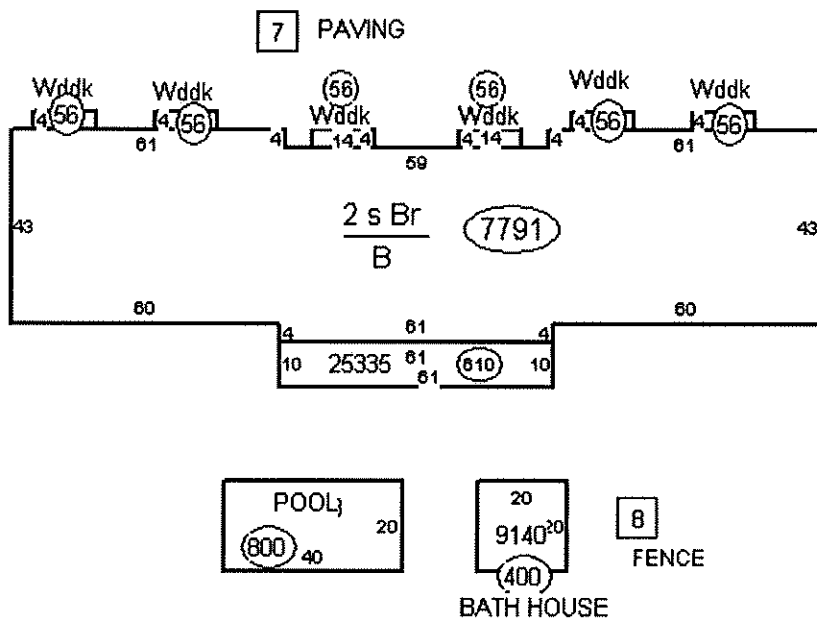 7 PAVING
Wddk Wddk 56 56 Wddk Wddk
4 56 4 56 Wddk Wddk 4 56 4 56
61 4 14 4 4 14 4 61
59
43 2 s Br 7791 43
B
60 61 60
4 4
10 25335 61 610 10
61
POOL} 20 20 8
9140 20
800 40 FENCE
400
BATH HOUSE